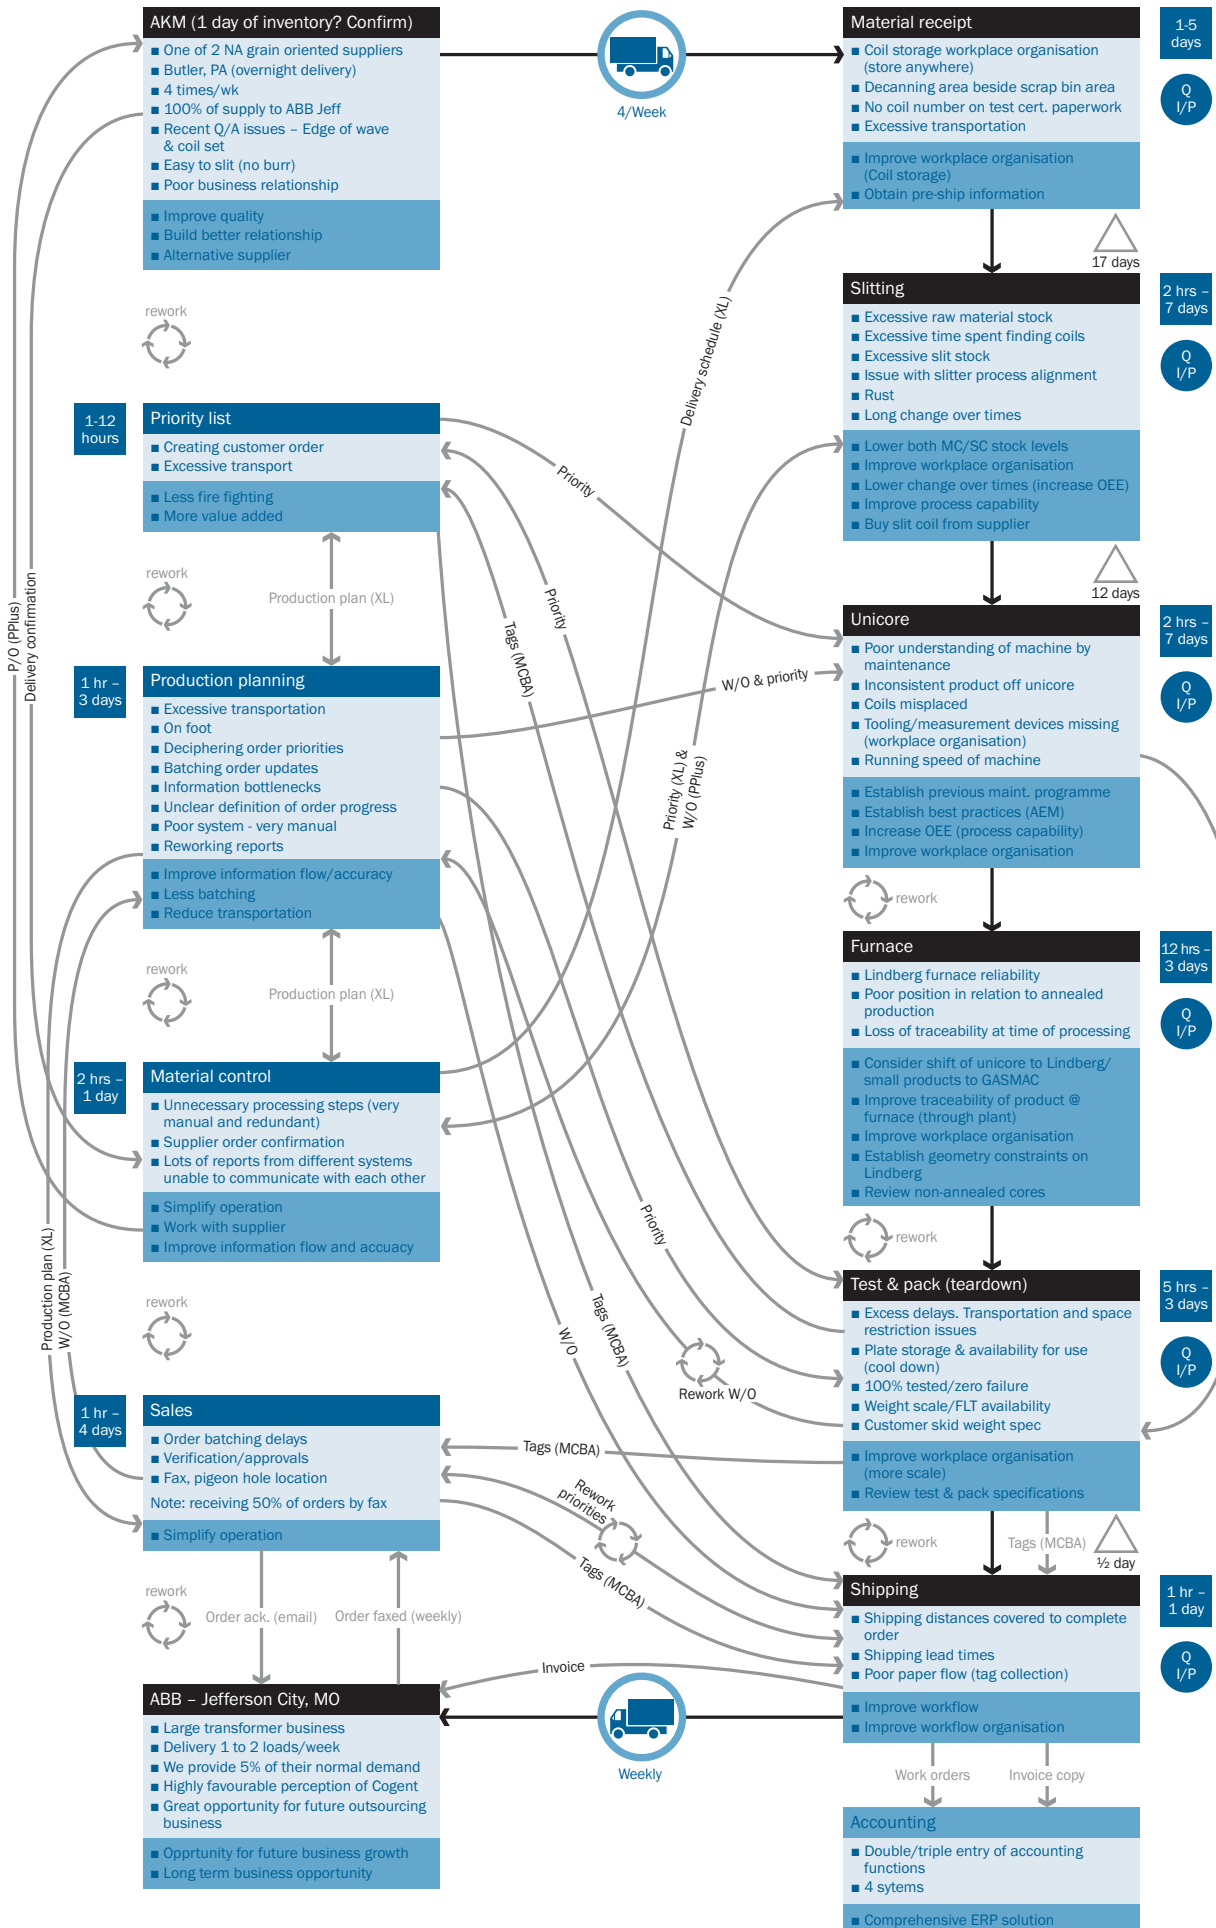 AKM (1 day of inventory? Confirm)
■ One of 2 NA grain oriented suppliers
■ Butler, PA (overnight delivery)
■ 4 times/wk
■ 100% of supply to ABB Jeff
■ Recent Q/A issues – Edge of wave
& coil set
■ Easy to slit (no burr)
■ Poor business relationship
■ Improve quality
■ Build better relationship
■ Alternative supplier
4/Week
Material receipt
■ Coil storage workplace organisation
(store anywhere)
■ Decanning area beside scrap bin area
■ No coil number on test cert. paperwork
■ Excessive transportation
■ Improve workplace organisation
(Coil storage)
■ Obtain pre-ship information
1-5
days
Q
I/P
17 days
rework
Delivery schedule (XL)
Slitting
■ Excessive raw material stock
■ Excessive time spent finding coils
■ Excessive slit stock
■ Issue with slitter process alignment
■ Rust
■ Long change over times
■ Lower both MC/SC stock levels
■ Improve workplace organisation
■ Lower change over times (increase OEE)
■ Improve process capability
■ Buy slit coil from supplier
2 hrs –
7 days
Q
I/P
12 days
1-12
hours
Priority list
■ Creating customer order
■ Excessive transport
■ Less fire fighting
■ More value added
Priority
rework
Production plan (XL)
Priority
Tags (MCBA)
P/O (PPlus)
Delivery confirmation
Unicore
■ Poor understanding of machine by
maintenance
■ Inconsistent product off unicore
■ Coils misplaced
■ Tooling/measurement devices missing
(workplace organisation)
■ Running speed of machine
■ Establish previous maint. programme
■ Establish best practices (AEM)
■ Increase OEE (process capability)
■ Improve workplace organisation
2 hrs –
7 days
Q
I/P
rework
1 hr –
3 days
Production planning
■ Excessive transportation
■ On foot
■ Deciphering order priorities
■ Batching order updates
■ Information bottlenecks
■ Unclear definition of order progress
■ Poor system - very manual
■ Reworking reports
■ Improve information flow/accuracy
■ Less batching
■ Reduce transportation
W/O & priority
Priority (XL) &
W/O (PPlus)
rework
Production plan (XL)
Furnace
■ Lindberg furnace reliability
■ Poor position in relation to annealed
production
■ Loss of traceability at time of processing
■ Consider shift of unicore to Lindberg/
small products to GASMAC
■ Improve traceability of product @
furnace (through plant)
■ Improve workplace organisation
■ Establish geometry constraints on
Lindberg
■ Review non-annealed cores
12 hrs –
3 days
Q
I/P
rework
2 hrs –
1 day
Material control
■ Unnecessary processing steps (very
manual and redundant)
■ Supplier order confirmation
■ Lots of reports from different systems
unable to communicate with each other
■ Simplify operation
■ Work with supplier
■ Improve information flow and accuacy
Priority
Production plan (XL)
W/O (MCBA)
rework
W/O
Tags (MCBA)
Rework W/O
Test & pack (teardown)
■ Excess delays. Transportation and space
restriction issues
■ Plate storage & availability for use
(cool down)
■ 100% tested/zero failure
■ Weight scale/FLT availability
■ Customer skid weight spec
■ Improve workplace organisation
(more scale)
■ Review test & pack specifications
5 hrs –
3 days
Q
I/P
rework
Tags (MCBA)
½ day
1 hr –
4 days
Sales
■ Order batching delays
■ Verification/approvals
■ Fax, pigeon hole location
Note: receiving 50% of orders by fax
■ Simplify operation
Tags (MCBA)
Rework
priorities
Tags (MCBA)
rework
Order ack. (email)
Order faxed (weekly)
Shipping
■ Shipping distances covered to complete
order
■ Shipping lead times
■ Poor paper flow (tag collection)
■ Improve workflow
■ Improve workflow organisation
1 hr –
1 day
Q
I/P
Invoice
Weekly
ABB – Jefferson City, MO
■ Large transformer business
■ Delivery 1 to 2 loads/week
■ We provide 5% of their normal demand
■ Highly favourable perception of Cogent
■ Great opportunity for future outsourcing
business
■ Opprtunity for future business growth
■ Long term business opportunity
Work orders
Invoice copy
Accounting
■ Double/triple entry of accounting
functions
■ 4 sytems
■ Comprehensive ERP solution